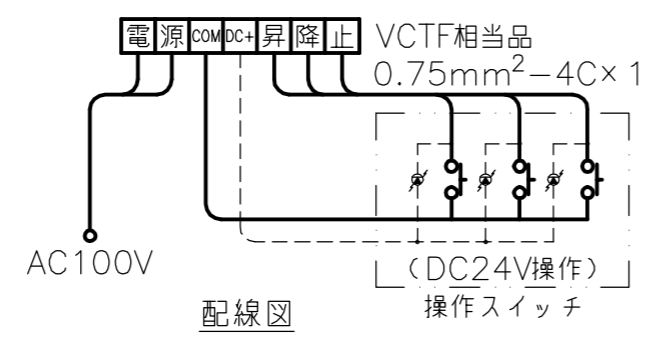 電源COMDC+昇降止 VCTF相当品
0.75mm²-4C×1
AC100V
(DC24V操作)
操作スイッチ
配線図